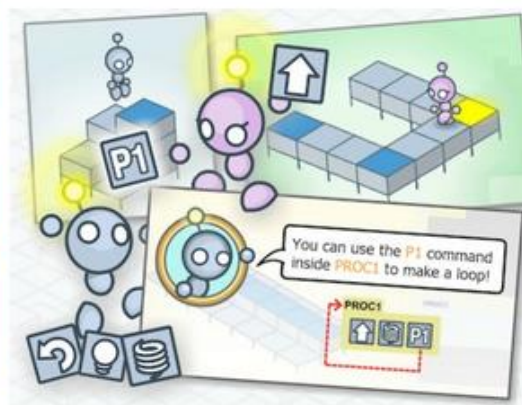 P1
You can use the P1 command
inside PROC1 to make a loop!
PROC1
P1